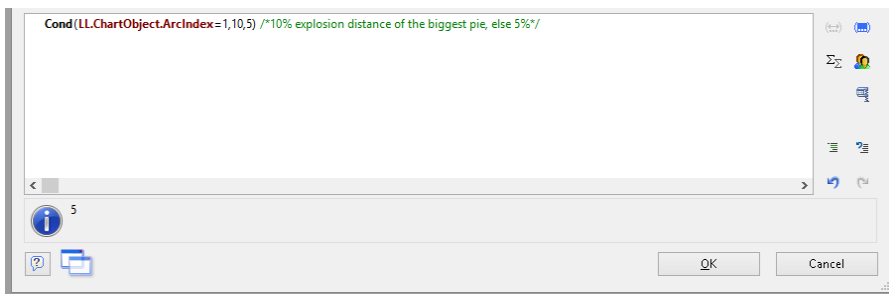 Cond(LL.ChartObject.ArcIndex=1,10,5) /*10% explosion distance of the biggest pie, else 5%*/
5
OK
Cancel